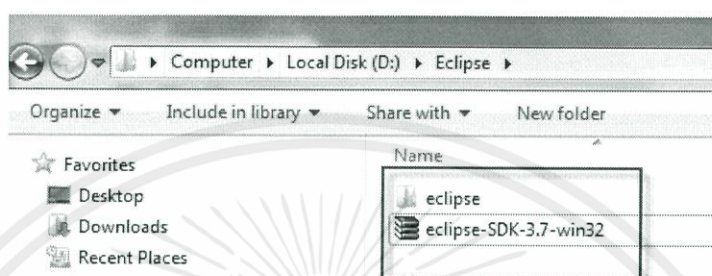 Computer Local Disk (D:) Eclipse
Organize Include in library Share with New folder
Favorites
Desktop
Downloads
Recent Places
Name
eclipse
eclipse-SDK-3.7-win32